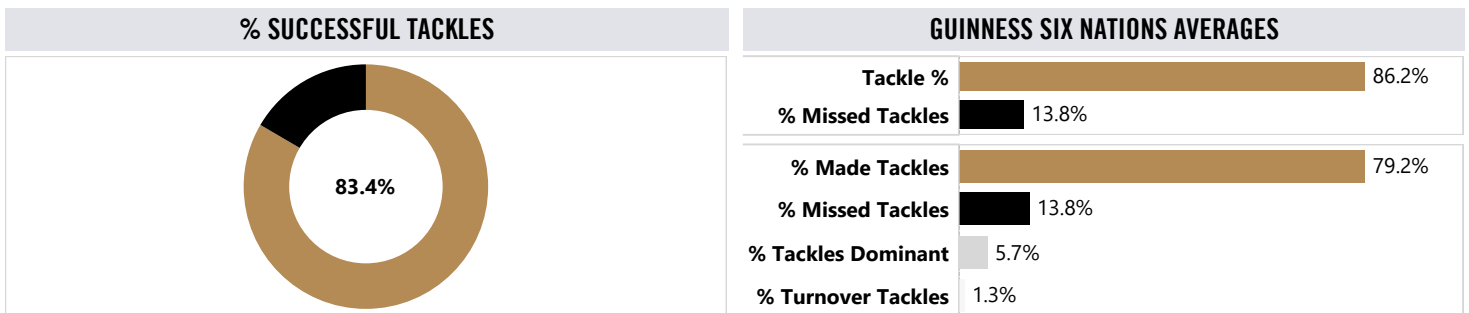 % SUCCESSFUL TACKLES
83.4%
GUINNESS SIX NATIONS AVERAGES
Tackle % 86.2%
% Missed Tackles 13.8%
% Made Tackles 79.2%
% Missed Tackles 13.8%
% Tackles Dominant 5.7%
% Turnover Tackles 1.3%